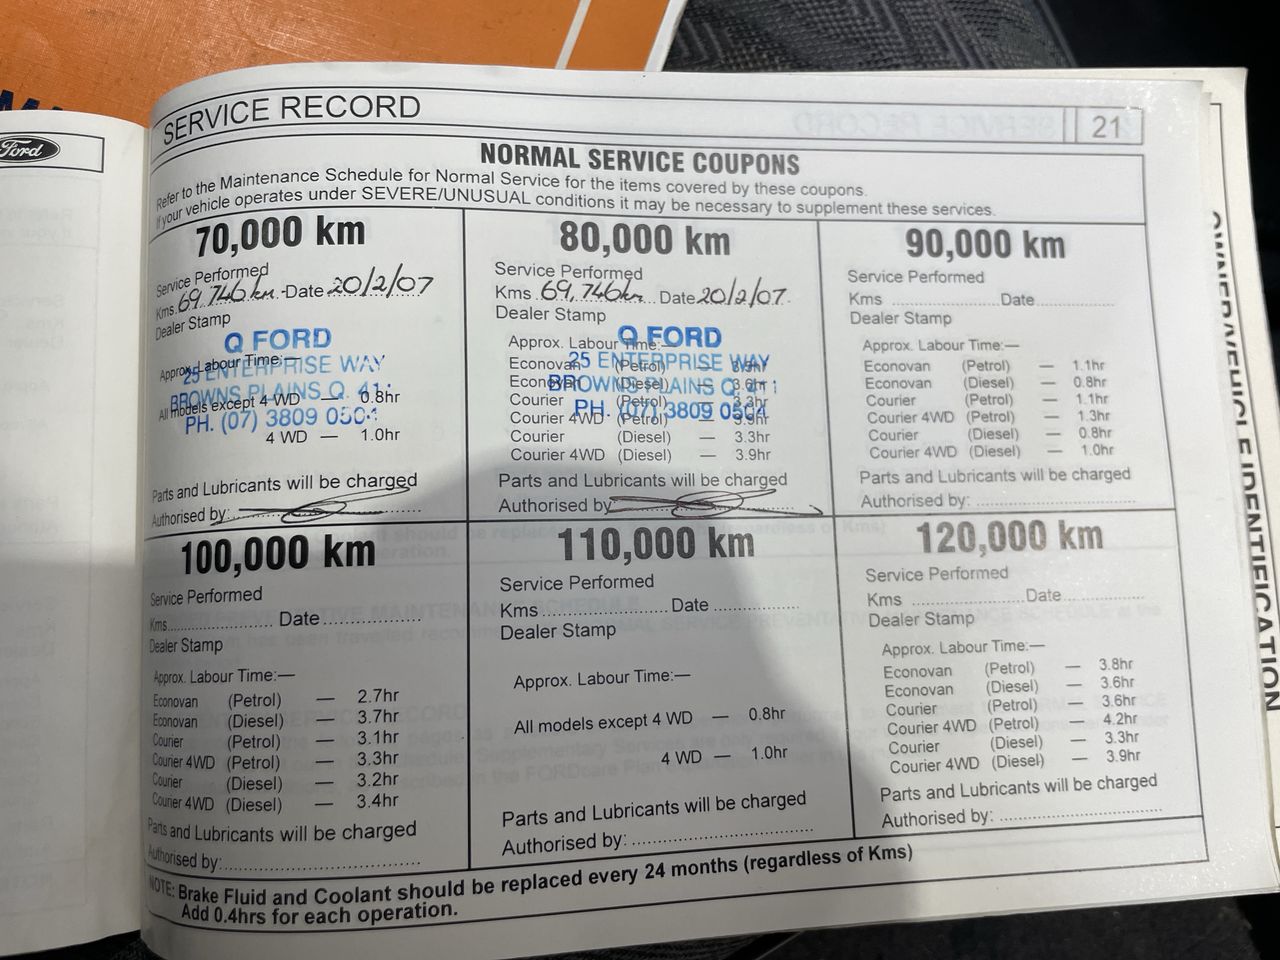 Ford
SERVICE RECORD
21
NORMAL SERVICE COUPONS
Refer to the Maintenance Schedule for Normal Service for the items covered by these coupons.
If your vehicle operates under SEVERE/UNUSUAL conditions it may be necessary to supplement these services.
70,000 km
Service Performed
Kms. 69,746km Date 20/2/07
Dealer Stamp
Q FORD
25 ENTERPRISE WAY
BROWNS PLAINS Q. 411
PH. (07) 3809 0504
Approx. Labour Time:—
All models except 4 WD — 0.8hr
4 WD — 1.0hr
Parts and Lubricants will be charged
Authorised by:
80,000 km
Service Performed
Kms 69,746km Date 20/2/07
Dealer Stamp
Q FORD
25 ENTERPRISE WAY
BROWNS PLAINS Q 411
PH. (07) 3809 0504
Approx. Labour Time:—
Econovan (Petrol) — 3.9hr
Econovan (Diesel) — 3.6hr
Courier (Petrol) — 3.3hr
Courier 4WD (Petrol) — 3.9hr
Courier (Diesel) — 3.3hr
Courier 4WD (Diesel) — 3.9hr
Parts and Lubricants will be charged
Authorised by:
90,000 km
Service Performed
Kms Date
Dealer Stamp
Approx. Labour Time:—
Econovan (Petrol) — 1.1hr
Econovan (Diesel) — 0.8hr
Courier (Petrol) — 1.1hr
Courier 4WD (Petrol) — 1.3hr
Courier (Diesel) — 0.8hr
Courier 4WD (Diesel) — 1.0hr
Parts and Lubricants will be charged
Authorised by:
100,000 km
Service Performed
Kms Date
Dealer Stamp
Approx. Labour Time:—
Econovan (Petrol) — 2.7hr
Econovan (Diesel) — 3.7hr
Courier (Petrol) — 3.1hr
Courier 4WD (Petrol) — 3.3hr
Courier (Diesel) — 3.2hr
Courier 4WD (Diesel) — 3.4hr
Parts and Lubricants will be charged
Authorised by:
110,000 km
Service Performed
Kms Date
Dealer Stamp
Approx. Labour Time:—
All models except 4 WD — 0.8hr
4 WD — 1.0hr
Parts and Lubricants will be charged
Authorised by:
120,000 km
Service Performed
Kms Date
Dealer Stamp
Approx. Labour Time:—
Econovan (Petrol) — 3.8hr
Econovan (Diesel) — 3.6hr
Courier (Petrol) — 3.6hr
Courier 4WD (Petrol) — 4.2hr
Courier (Diesel) — 3.3hr
Courier 4WD (Diesel) — 3.9hr
Parts and Lubricants will be charged
Authorised by:
NOTE: Brake Fluid and Coolant should be replaced every 24 months (regardless of Kms)
Add 0.4hrs for each operation.
OWNER/VEHICLE IDENTIFICATION